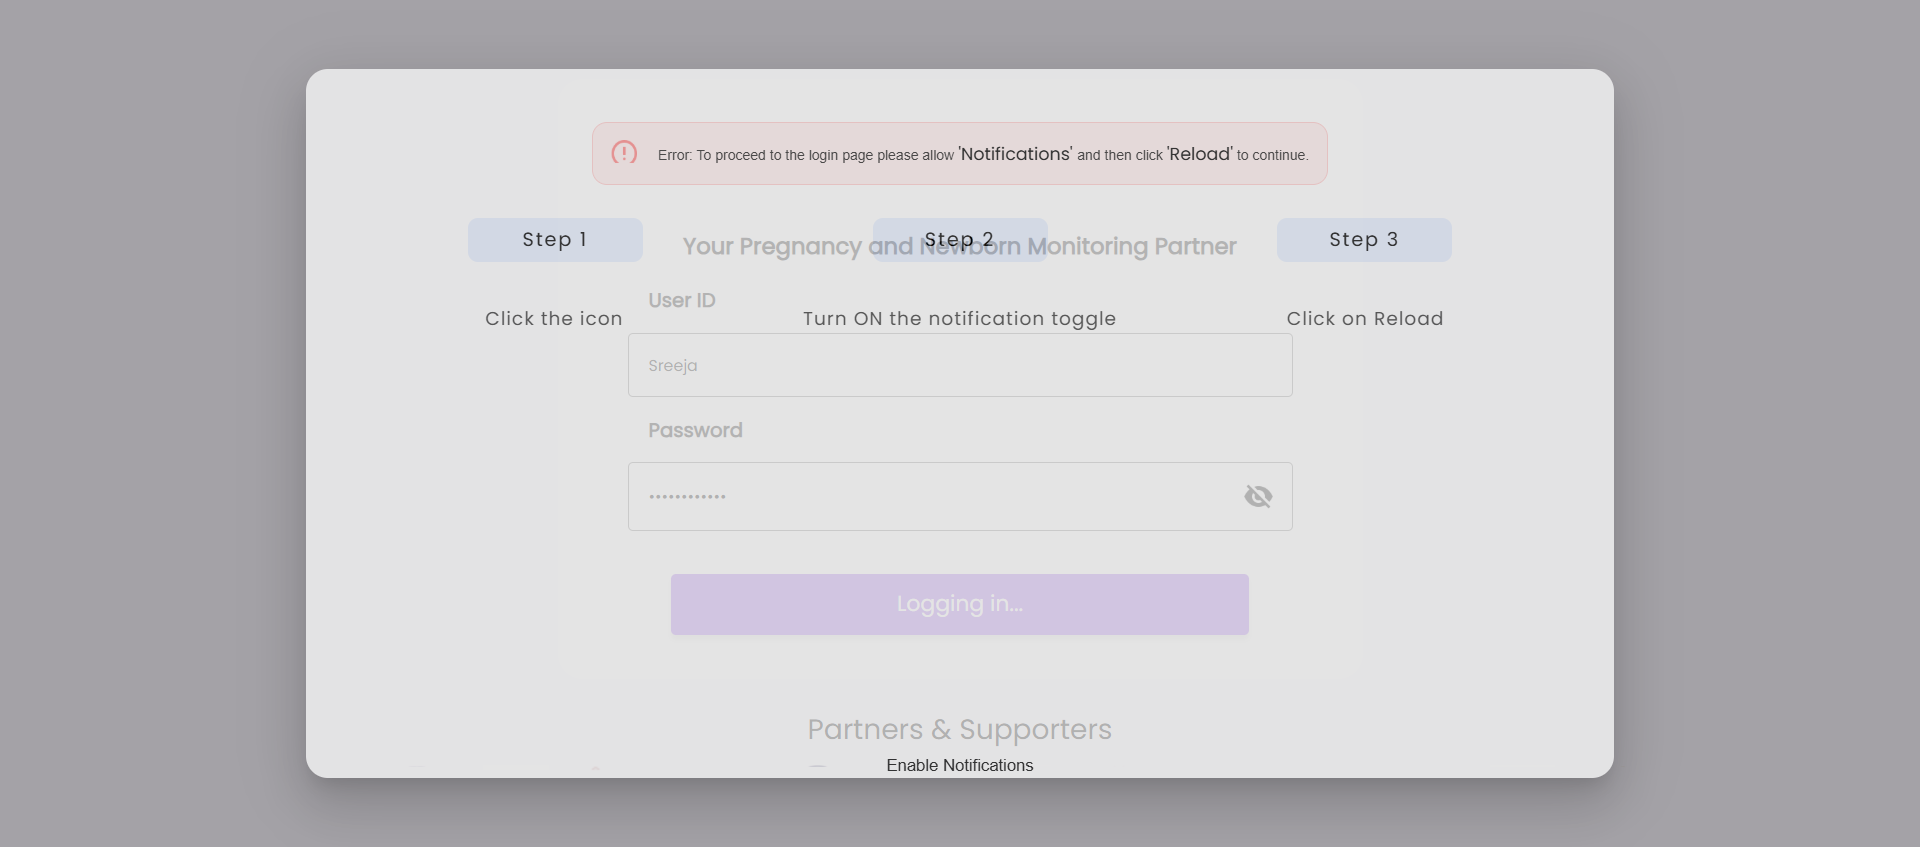 Error: To proceed to the login page please allow 'Notifications' and then click 'Reload' to continue.
Step 1
Step 2
Step 3
Your Pregnancy and Newborn Monitoring Partner
User ID
Click the icon
Turn ON the notification toggle
Click on Reload
Sreeja
Password
••••••••••••
Logging in...
Partners & Supporters
Enable Notifications